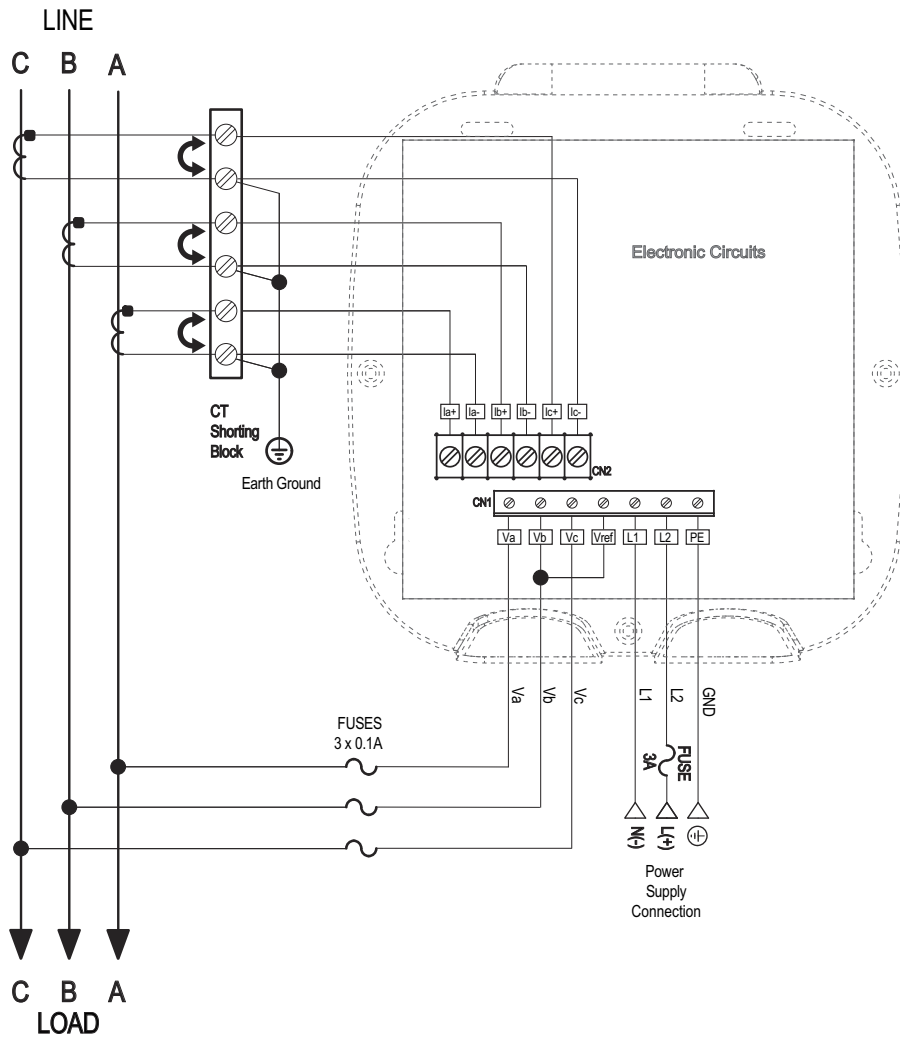 LINE
C B A
Electronic Circuits
Ia+ Ia- Ib+ Ib- Ic+ Ic-
CT
Shorting
Block
Earth Ground
CN2
CN1
Va Vb Vc Vref L1 L2 PE
Va Vb Vc L1 L2 GND
FUSES
3 x 0.1A
FUSE
3A
N(-) L(+)
Power
Supply
Connection
C B A
LOAD